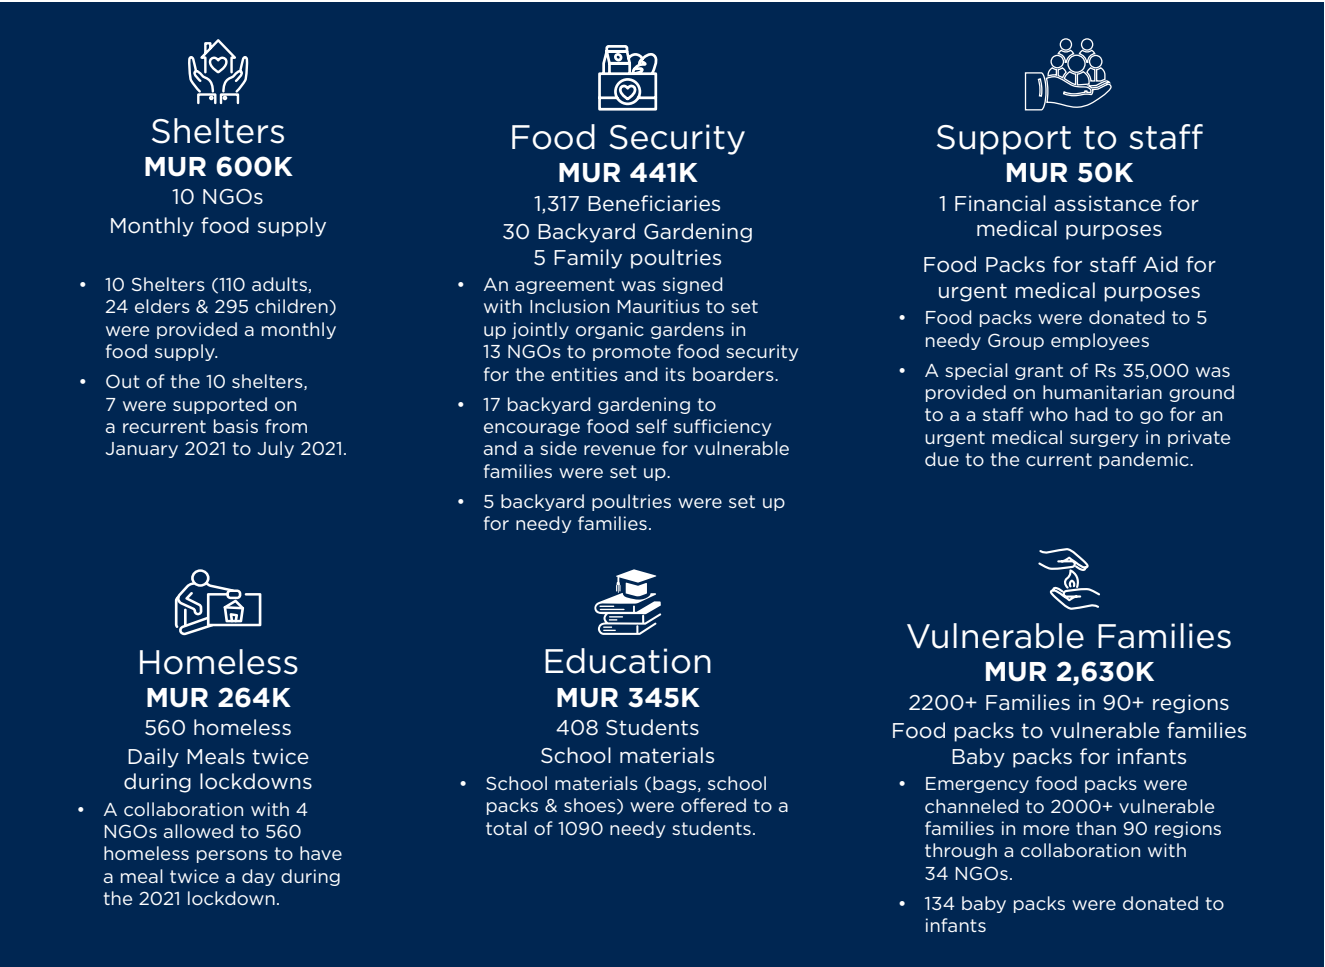 Shelters
MUR 600K
10 NGOs
Monthly food supply
• 10 Shelters (110 adults,
24 elders & 295 children)
were provided a monthly
food supply.
• Out of the 10 shelters,
7 were supported on
a recurrent basis from
January 2021 to July 2021.
Food Security
MUR 441K
1,317 Beneficiaries
30 Backyard Gardening
5 Family poultries
• An agreement was signed
with Inclusion Mauritius to set
up jointly organic gardens in
13 NGOs to promote food security
for the entities and its boarders.
• 17 backyard gardening to
encourage food self sufficiency
and a side revenue for vulnerable
families were set up.
• 5 backyard poultries were set up
for needy families.
Support to staff
MUR 50K
1 Financial assistance for
medical purposes
Food Packs for staff Aid for
urgent medical purposes
• Food packs were donated to 5
needy Group employees
• A special grant of Rs 35,000 was
provided on humanitarian ground
to a a staff who had to go for an
urgent medical surgery in private
due to the current pandemic.
Homeless
MUR 264K
560 homeless
Daily Meals twice
during lockdowns
• A collaboration with 4
NGOs allowed to 560
homeless persons to have
a meal twice a day during
the 2021 lockdown.
Education
MUR 345K
408 Students
School materials
• School materials (bags, school
packs & shoes) were offered to a
total of 1090 needy students.
Vulnerable Families
MUR 2,630K
2200+ Families in 90+ regions
Food packs to vulnerable families
Baby packs for infants
• Emergency food packs were
channeled to 2000+ vulnerable
families in more than 90 regions
through a collaboration with
34 NGOs.
• 134 baby packs were donated to
infants